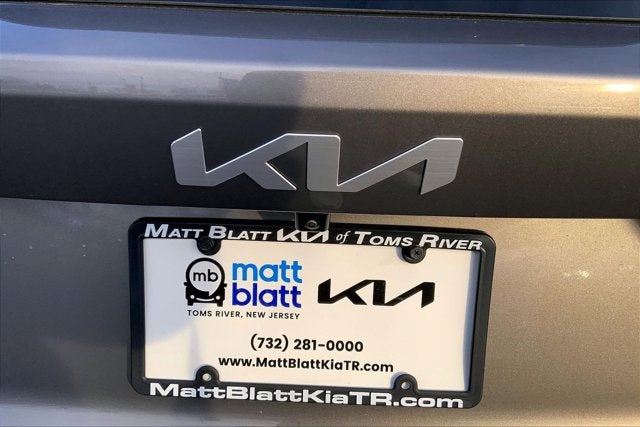 KIA
MATT BLATT KIA of TOMS RIVER
mb
matt
blatt
KIA
TOMS RIVER, NEW JERSEY
(732) 281-0000
www.MattBlattKiaTR.com
MattBlattKiaTR.com